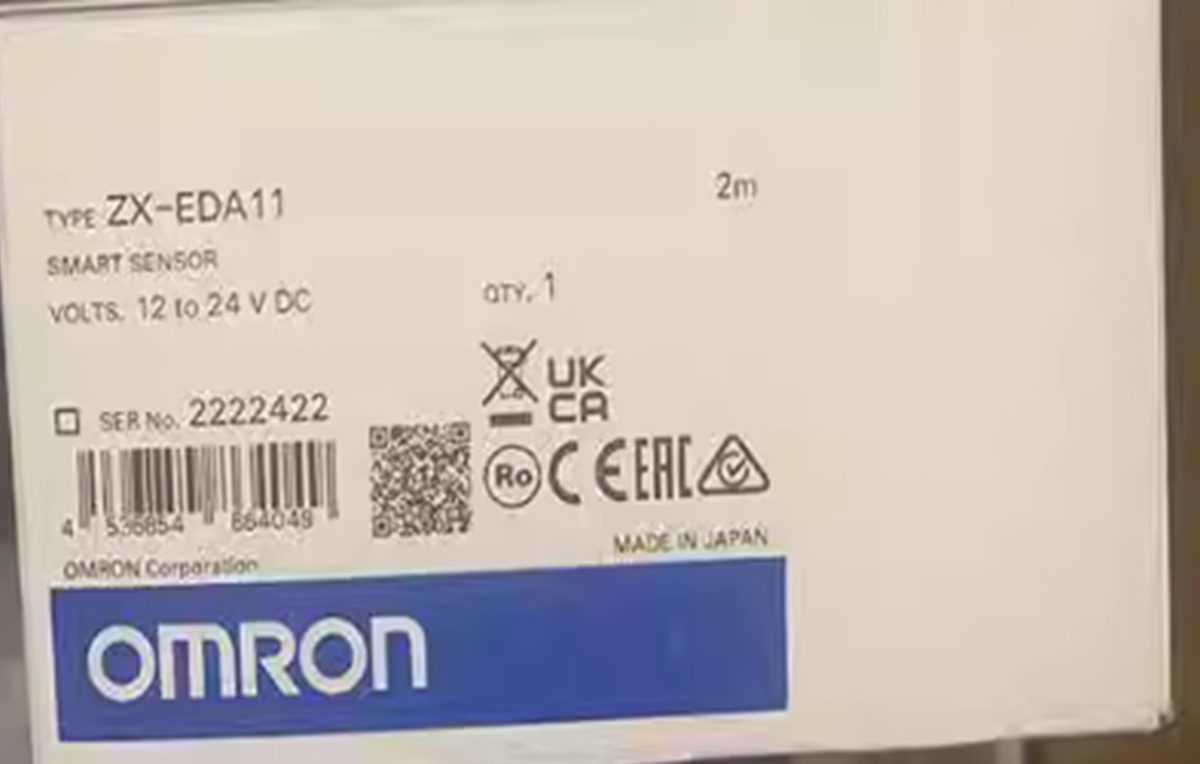 TYPE ZX-EDA11 2m
SMART SENSOR
VOLTS. 12 to 24 V DC QTY. 1
SER No. 2222422
UK
CA
Ro CE EAC
4 536854 864049
MADE IN JAPAN
OMRON Corporation
OMRON